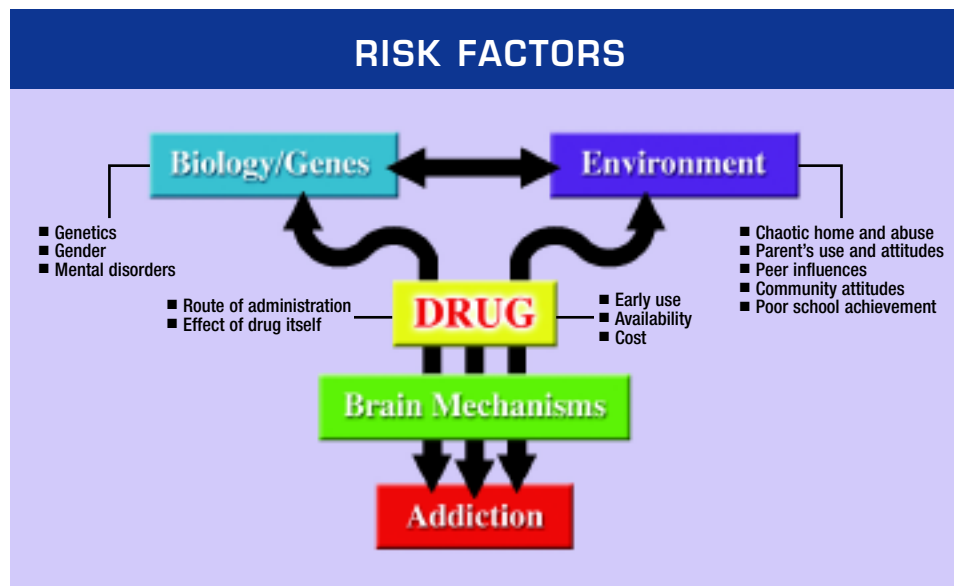 RISK FACTORS
Biology/Genes
Environment
■ Genetics
■ Gender
■ Mental disorders
■ Chaotic home and abuse
■ Parent's use and attitudes
■ Peer influences
■ Community attitudes
■ Poor school achievement
■ Route of administration
■ Effect of drug itself
DRUG
■ Early use
■ Availability
■ Cost
Brain Mechanisms
Addiction